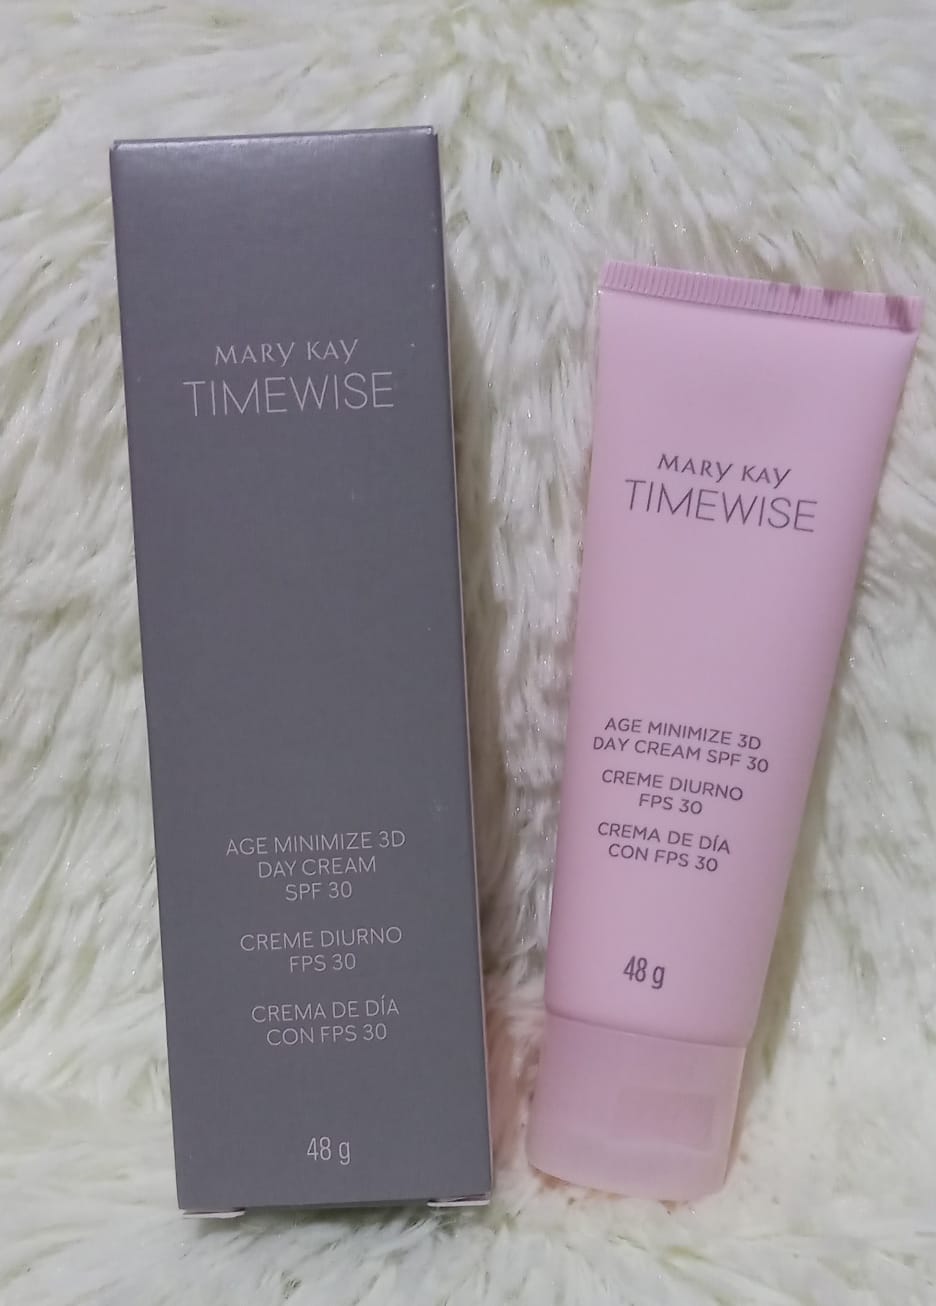 MARY KAY
TIMEWISE
AGE MINIMIZE 3D
DAY CREAM
SPF 30
CREME DIURNO
FPS 30
CREMA DE DÍA
CON FPS 30
48 g
MARY KAY
TIMEWISE
AGE MINIMIZE 3D
DAY CREAM SPF 30
CREME DIURNO
FPS 30
CREMA DE DÍA
CON FPS 30
48 g